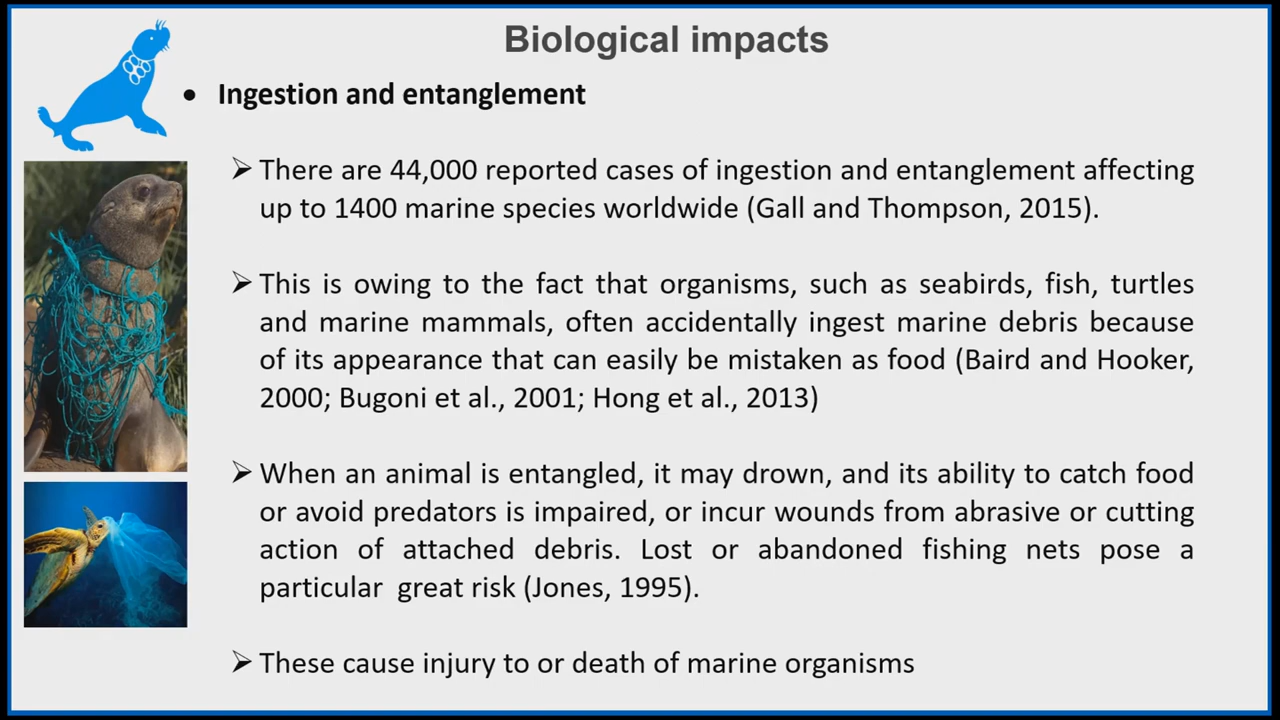 Biological impacts
• Ingestion and entanglement
➢ There are 44,000 reported cases of ingestion and entanglement affecting
up to 1400 marine species worldwide (Gall and Thompson, 2015).
➢ This is owing to the fact that organisms, such as seabirds, fish, turtles
and marine mammals, often accidentally ingest marine debris because
of its appearance that can easily be mistaken as food (Baird and Hooker,
2000; Bugoni et al., 2001; Hong et al., 2013)
➢ When an animal is entangled, it may drown, and its ability to catch food
or avoid predators is impaired, or incur wounds from abrasive or cutting
action of attached debris. Lost or abandoned fishing nets pose a
particular great risk (Jones, 1995).
➢ These cause injury to or death of marine organisms